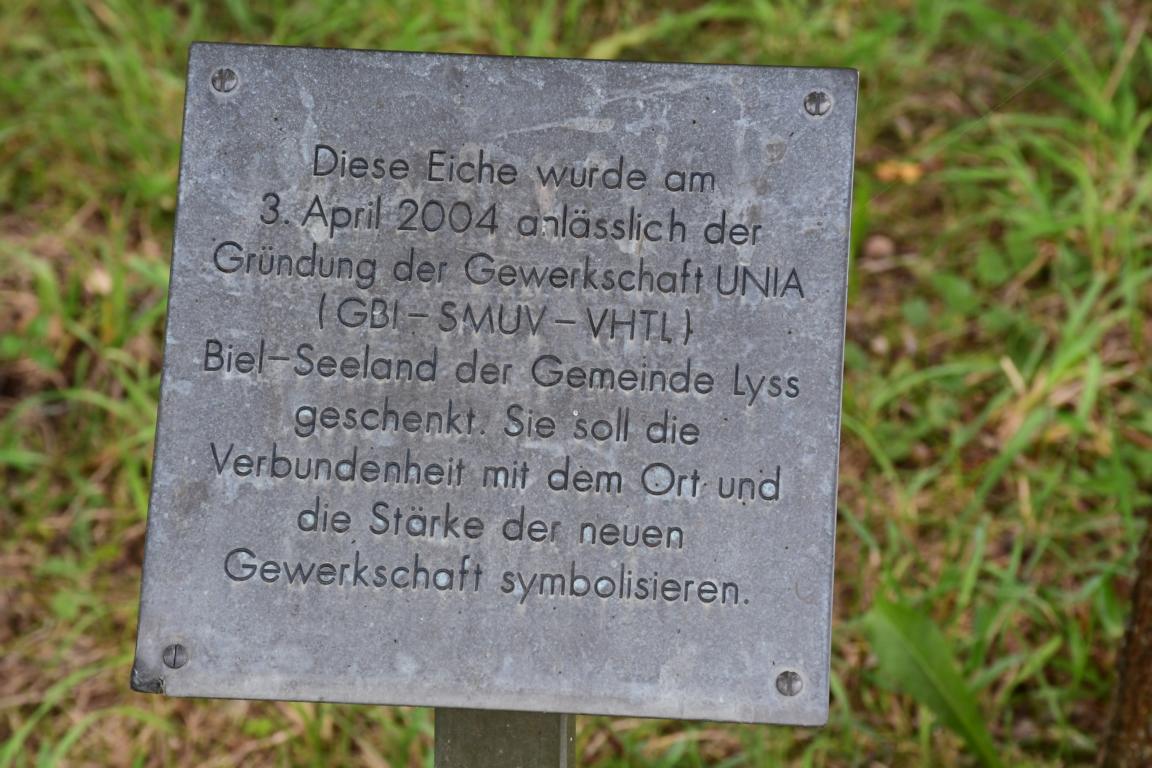 Diese Eiche wurde am
3. April 2004 anlässlich der
Gründung der Gewerkschaft UNIA
(GBI – SMUV – VHTL)
Biel–Seeland der Gemeinde Lyss
geschenkt. Sie soll die
Verbundenheit mit dem Ort und
die Stärke der neuen
Gewerkschaft symbolisieren.